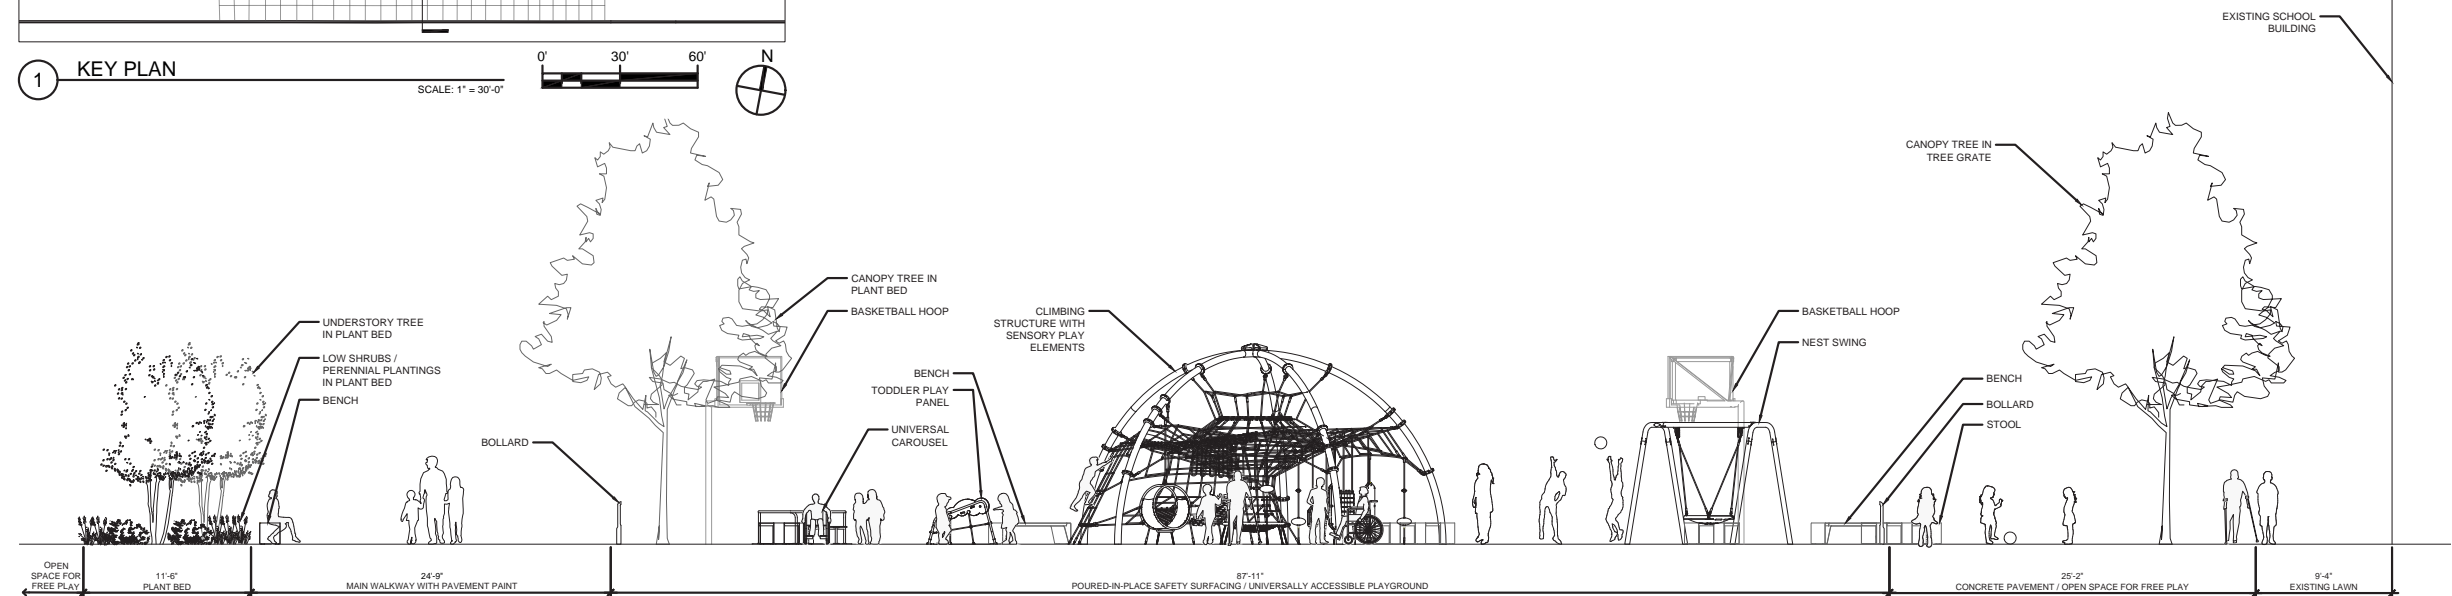 1
KEY PLAN
SCALE: 1" = 30'-0"
0'
30'
60'
N
EXISTING SCHOOL
BUILDING
CANOPY TREE IN
TREE GRATE
UNDERSTORY TREE
IN PLANT BED
LOW SHRUBS /
PERENNIAL PLANTINGS
IN PLANT BED
BENCH
BOLLARD
CANOPY TREE IN
PLANT BED
BASKETBALL HOOP
BENCH
TODDLER PLAY
PANEL
UNIVERSAL
CAROUSEL
CLIMBING
STRUCTURE WITH
SENSORY PLAY
ELEMENTS
BASKETBALL HOOP
NEST SWING
BENCH
BOLLARD
STOOL
OPEN
SPACE FOR
FREE PLAY
11'-6"
PLANT BED
24'-9"
MAIN WALKWAY WITH PAVEMENT PAINT
87'-11"
POURED-IN-PLACE SAFETY SURFACING / UNIVERSALLY ACCESSIBLE PLAYGROUND
25'-2"
CONCRETE PAVEMENT / OPEN SPACE FOR FREE PLAY
9'-4"
EXISTING LAWN